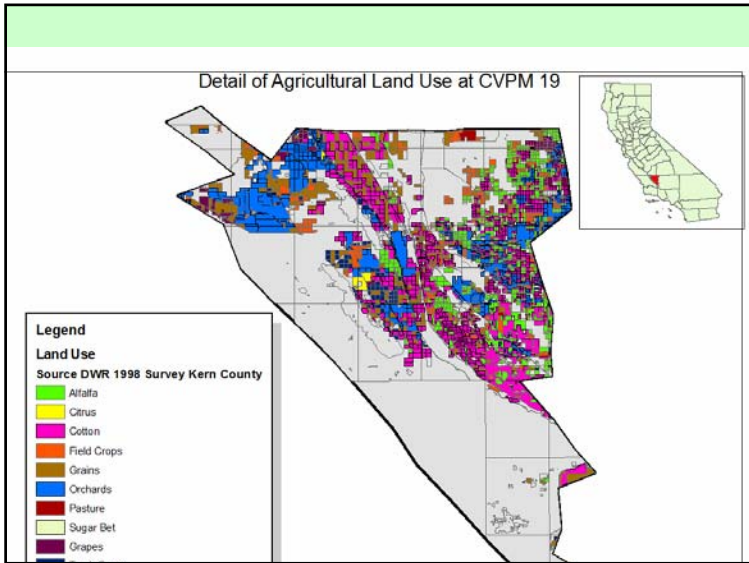 Detail of Agricultural Land Use at CVPM 19
Legend
Land Use
Source DWR 1998 Survey Kern County
Alfalfa
Citrus
Cotton
Field Crops
Grains
Orchards
Pasture
Sugar Bet
Grapes